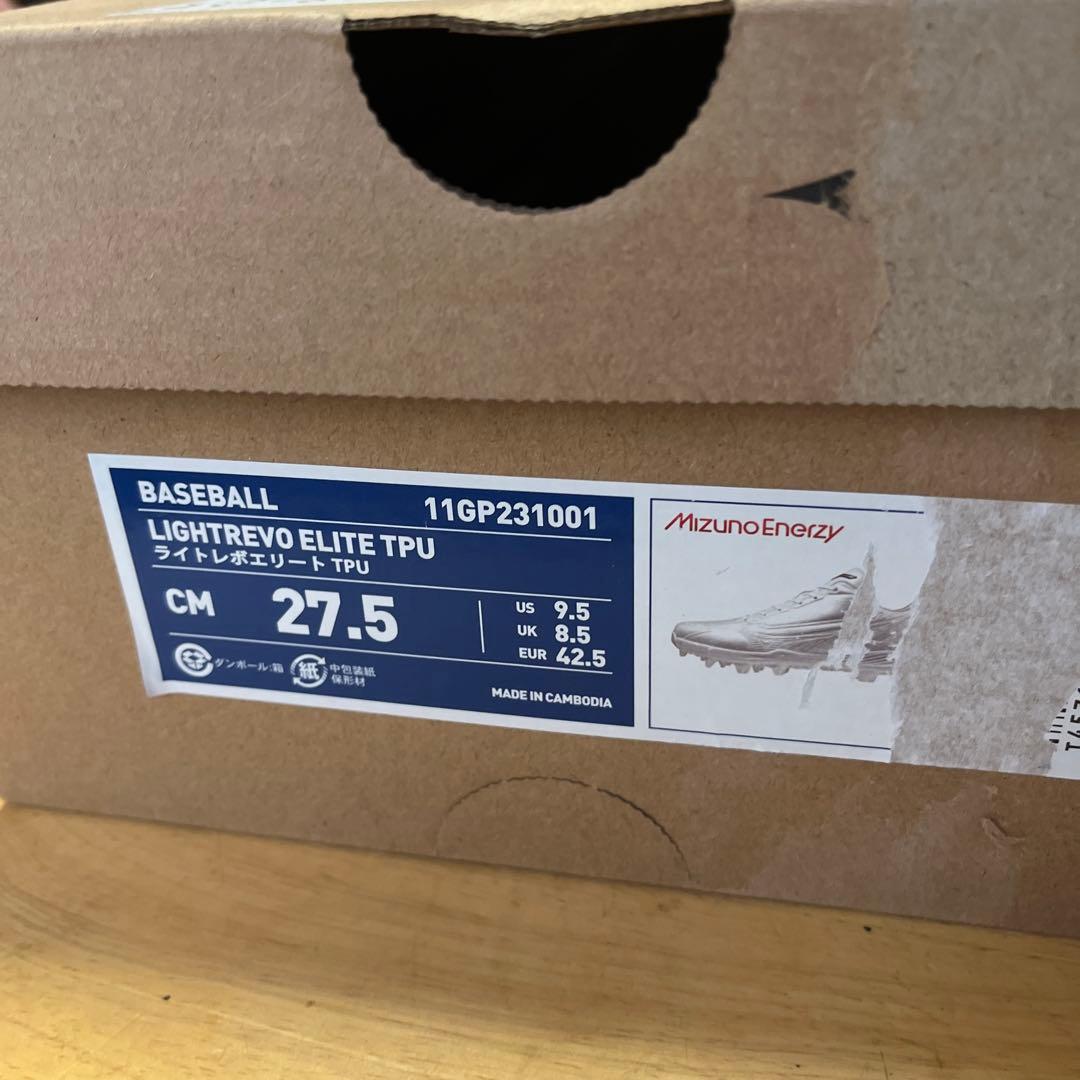 BASEBALL 11GP231001
LIGHTREVO ELITE TPU
ライトレボエリート TPU
CM 27.5
US 9.5
UK 8.5
EUR 42.5
ダンボール:箱
紙 中包装紙
保形材
MADE IN CAMBODIA
Mizuno Enerzy